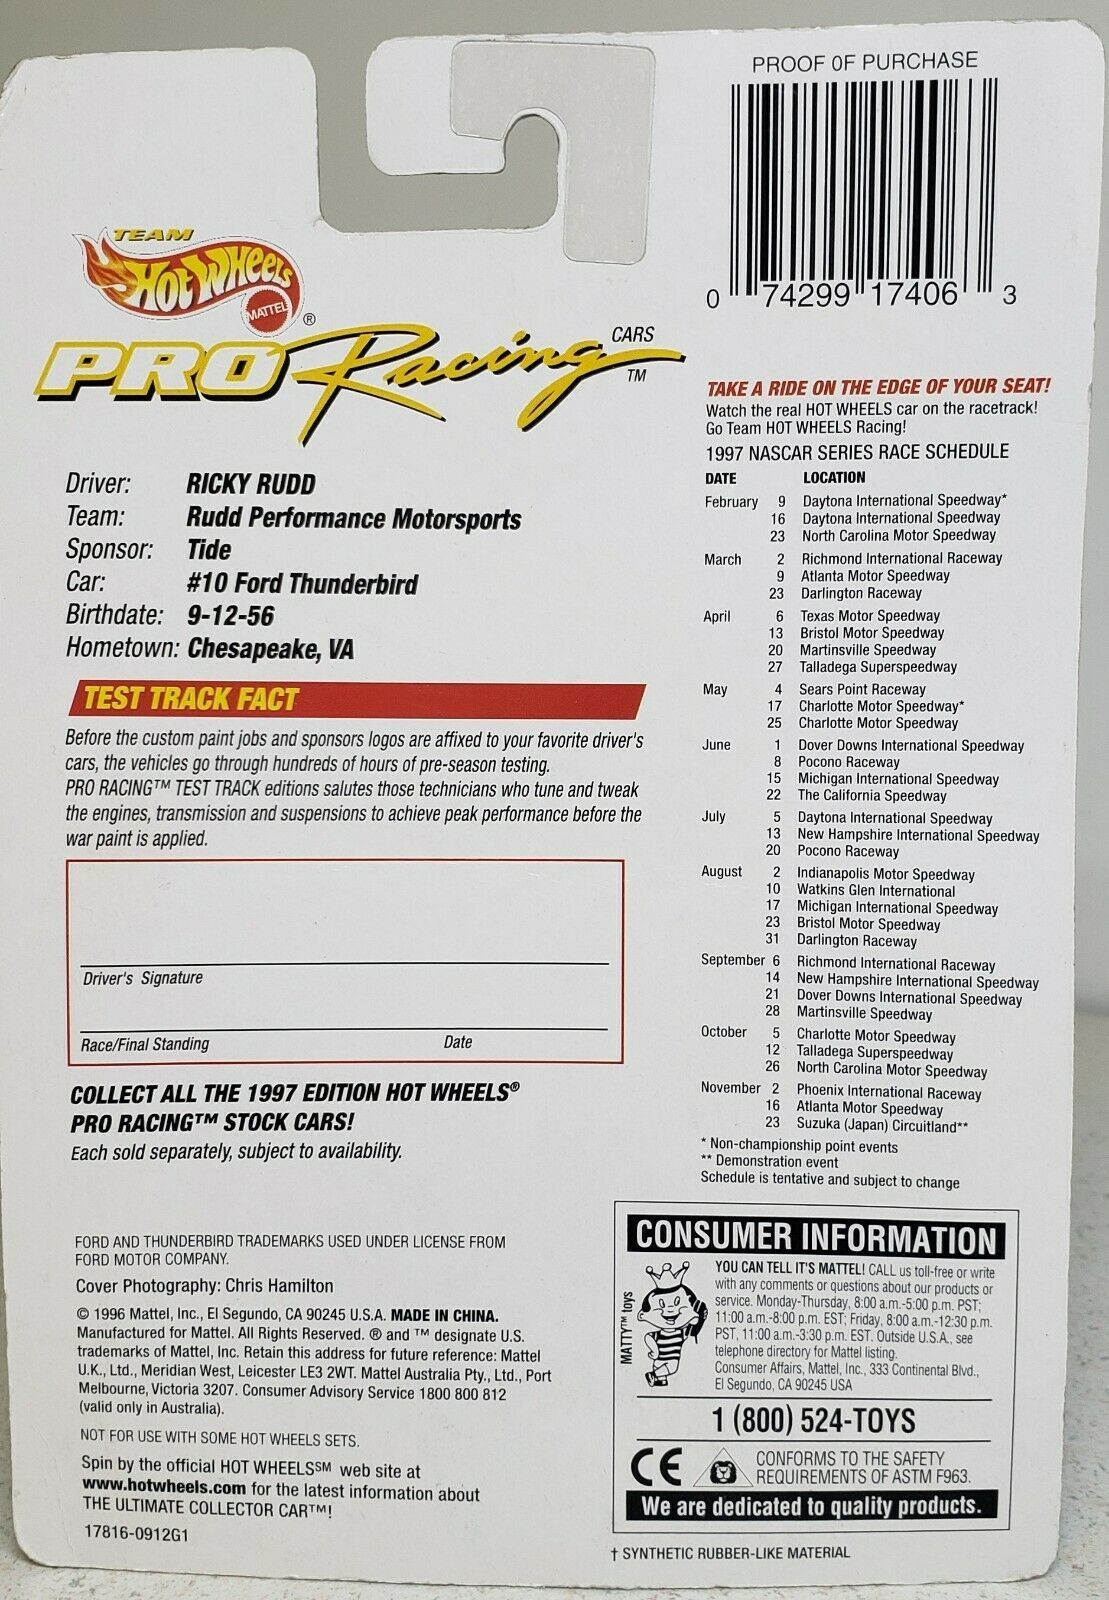 PROOF OF PURCHASE
0 74299 17406 3
TEAM
HOT WHEELS
MATTEL
®
PRO Racing CARS
TM
Driver: RICKY RUDD
Team: Rudd Performance Motorsports
Sponsor: Tide
Car: #10 Ford Thunderbird
Birthdate: 9-12-56
Hometown: Chesapeake, VA
TEST TRACK FACT
Before the custom paint jobs and sponsors logos are affixed to your favorite driver's
cars, the vehicles go through hundreds of hours of pre-season testing.
PRO RACING™ TEST TRACK editions salutes those technicians who tune and tweak
the engines, transmission and suspensions to achieve peak performance before the
war paint is applied.
Driver's Signature
Race/Final Standing Date
COLLECT ALL THE 1997 EDITION HOT WHEELS®
PRO RACING™ STOCK CARS!
Each sold separately, subject to availability.
FORD AND THUNDERBIRD TRADEMARKS USED UNDER LICENSE FROM
FORD MOTOR COMPANY.
Cover Photography: Chris Hamilton
© 1996 Mattel, Inc., El Segundo, CA 90245 U.S.A. MADE IN CHINA.
Manufactured for Mattel. All Rights Reserved. ® and ™ designate U.S.
trademarks of Mattel, Inc. Retain this address for future reference: Mattel
U.K., Ltd., Meridian West, Leicester LE3 2WT. Mattel Australia Pty., Ltd., Port
Melbourne, Victoria 3207. Consumer Advisory Service 1800 800 812
(valid only in Australia).
NOT FOR USE WITH SOME HOT WHEELS SETS.
Spin by the official HOT WHEELS℠ web site at
www.hotwheels.com for the latest information about
THE ULTIMATE COLLECTOR CAR™!
17816-0912G1
TAKE A RIDE ON THE EDGE OF YOUR SEAT!
Watch the real HOT WHEELS car on the racetrack!
Go Team HOT WHEELS Racing!
1997 NASCAR SERIES RACE SCHEDULE
DATE LOCATION
February 9 Daytona International Speedway*
16 Daytona International Speedway
23 North Carolina Motor Speedway
March 2 Richmond International Raceway
9 Atlanta Motor Speedway
23 Darlington Raceway
April 6 Texas Motor Speedway
13 Bristol Motor Speedway
20 Martinsville Speedway
27 Talladega Superspeedway
May 4 Sears Point Raceway
17 Charlotte Motor Speedway*
25 Charlotte Motor Speedway
June 1 Dover Downs International Speedway
8 Pocono Raceway
15 Michigan International Speedway
22 The California Speedway
July 5 Daytona International Speedway
13 New Hampshire International Speedway
20 Pocono Raceway
August 2 Indianapolis Motor Speedway
10 Watkins Glen International
17 Michigan International Speedway
23 Bristol Motor Speedway
31 Darlington Raceway
September 6 Richmond International Raceway
14 New Hampshire International Speedway
21 Dover Downs International Speedway
28 Martinsville Speedway
October 5 Charlotte Motor Speedway
12 Talladega Superspeedway
26 North Carolina Motor Speedway
November 2 Phoenix International Raceway
16 Atlanta Motor Speedway
23 Suzuka (Japan) Circuitland**
* Non-championship point events
** Demonstration event
Schedule is tentative and subject to change
CONSUMER INFORMATION
MATTY™ toys
YOU CAN TELL IT'S MATTEL! CALL us toll-free or write
with any comments or questions about our products or
service. Monday-Thursday, 8:00 a.m.-5:00 p.m. PST;
11:00 a.m.-8:00 p.m. EST; Friday, 8:00 a.m.-12:30 p.m.
PST, 11:00 a.m.-3:30 p.m. EST. Outside U.S.A., see
telephone directory for Mattel listing.
Consumer Affairs, Mattel, Inc., 333 Continental Blvd.,
El Segundo, CA 90245 USA
1 (800) 524-TOYS
CE
CONFORMS TO THE SAFETY
REQUIREMENTS OF ASTM F963.
We are dedicated to quality products.
† SYNTHETIC RUBBER-LIKE MATERIAL